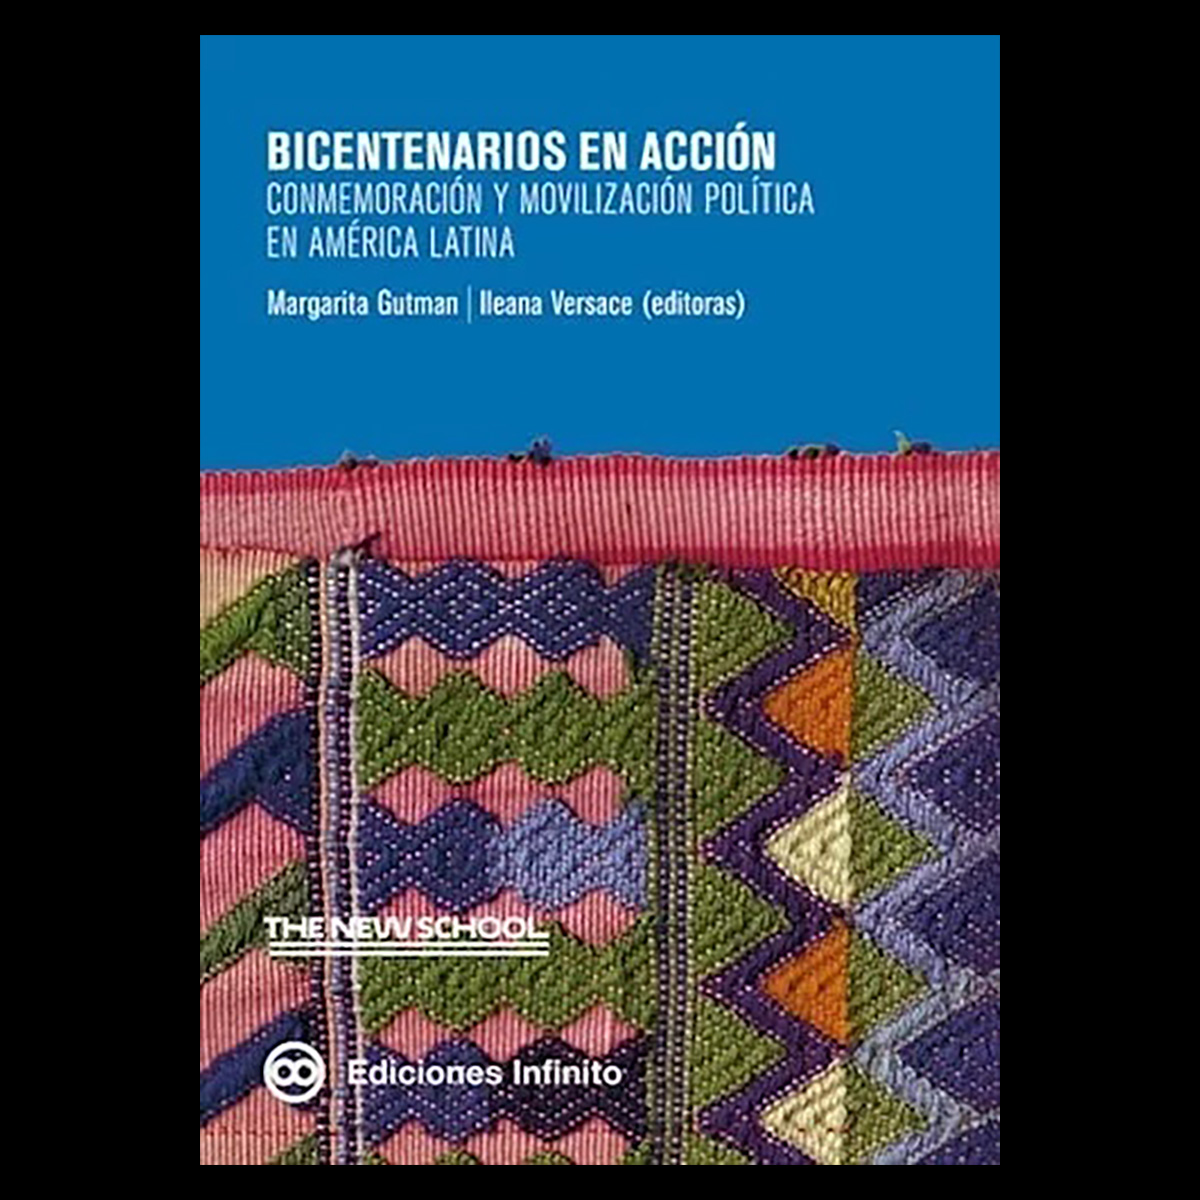 BICENTENARIOS EN ACCIÓN
CONMEMORACIÓN Y MOVILIZACIÓN POLÍTICA
EN AMÉRICA LATINA
Margarita Gutman | Ileana Versace (editoras)
THE NEW SCHOOL
Ediciones Infinito